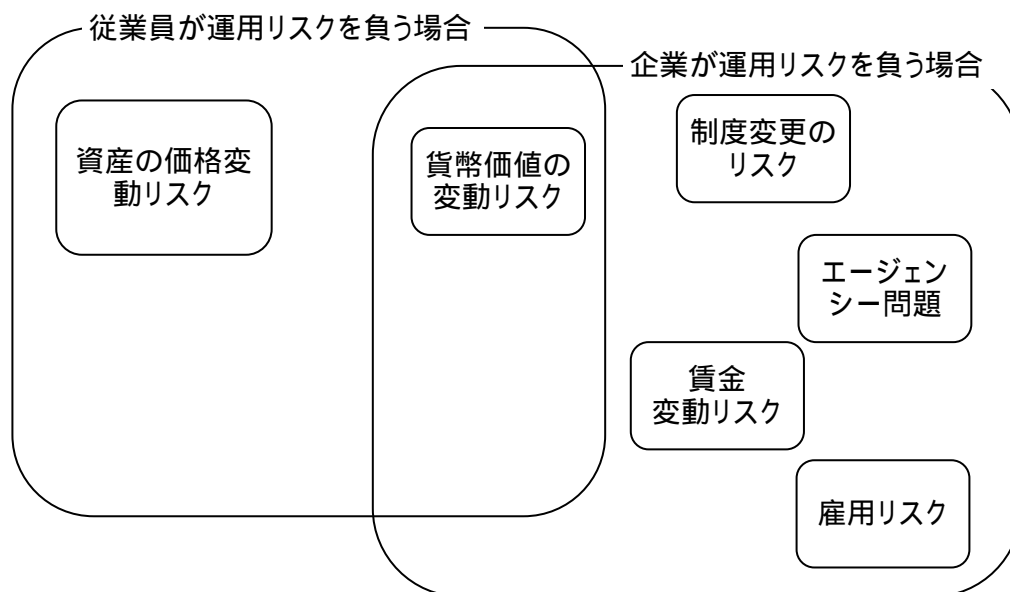 従業員が運用リスクを負う場合
企業が運用リスクを負う場合
資産の価格変
動リスク
貨幣価値の
変動リスク
制度変更の
リスク
エージェン
シー問題
賃金
変動リスク
雇用リスク